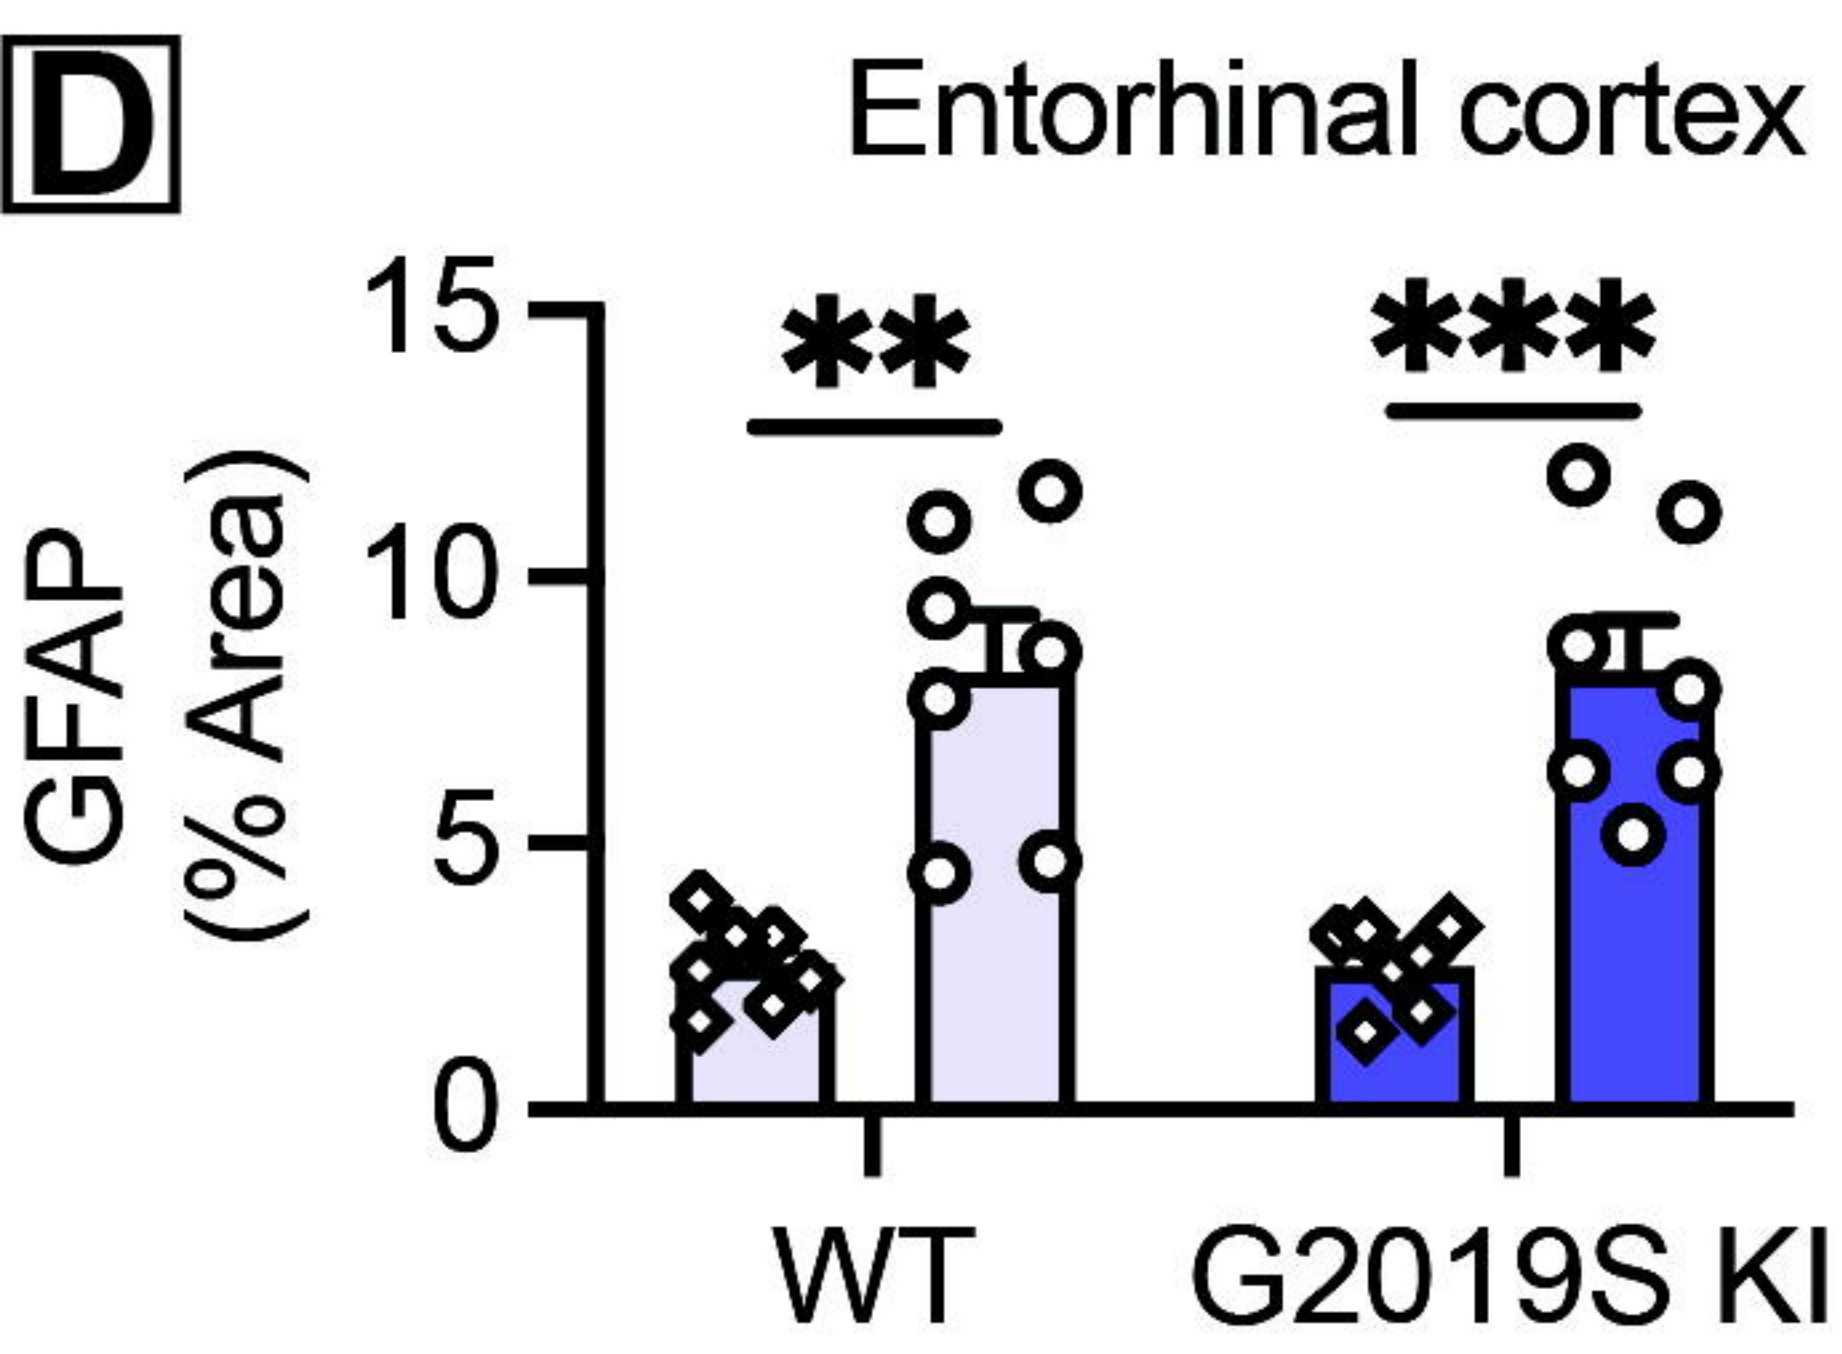 D
Entorhinal cortex
GFAP
(% Area)
15
10
5
0
**
***
WT
G2019S KI